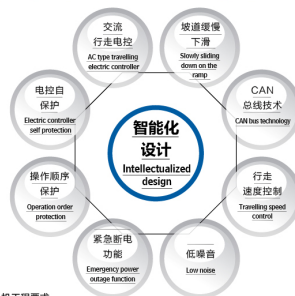 交流
行走电控
AC type travelling
electric controller
坡道缓慢
下滑
Slowly sliding
down on the
ramp
电控自
保护
Electric controller
self protection
智能化
设计
Intellectualized
design
CAN
总线技术
CAN bus technology
操作顺序
保护
Operation order
protection
行走
速度控制
Travelling speed
control
紧急断电
功能
Emergency power
outage function
低噪音
Low noise